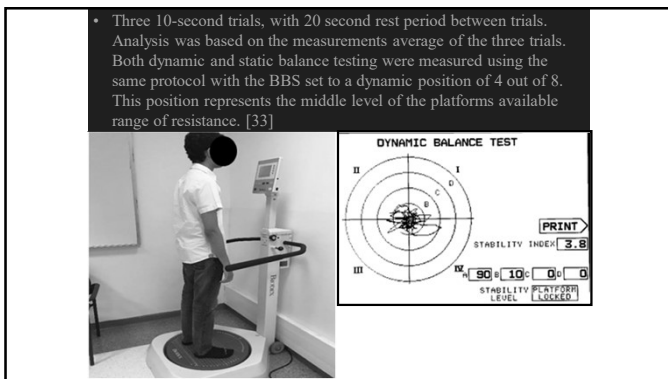 • Three 10-second trials, with 20 second rest period between trials.
Analysis was based on the measurements average of the three trials.
Both dynamic and static balance testing were measured using the
same protocol with the BBS set to a dynamic position of 4 out of 8.
This position represents the middle level of the platforms available
range of resistance. [33]
DYNAMIC BALANCE TEST
II
I
D
C
B
PRINT
STABILITY INDEX 3.8
III
IV
A 90 B 10 C 0 D 0
STABILITY LEVEL PLATFORM LOCKED